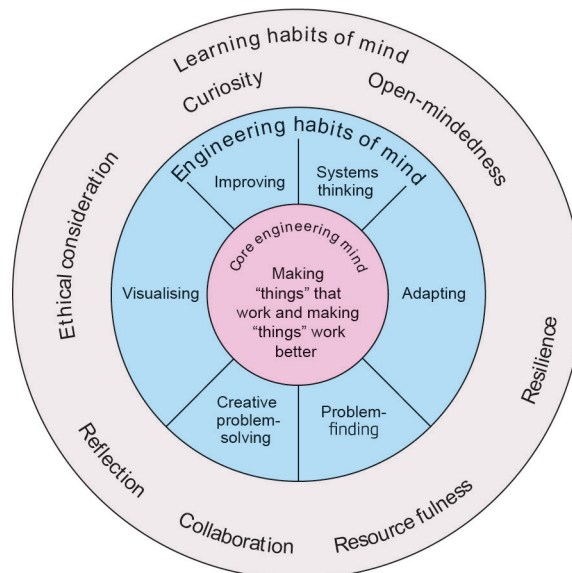 Learning habits of mind
Curiosity
Open-mindedness
Ethical consideration
Resilience
Reflection
Collaboration
Resource fulness
Engineering habits of mind
Improving
Systems
thinking
Visualising
Adapting
Creative
problem-
solving
Problem-
finding
Core engineering mind
Making
“things” that
work and making
“things” work
better